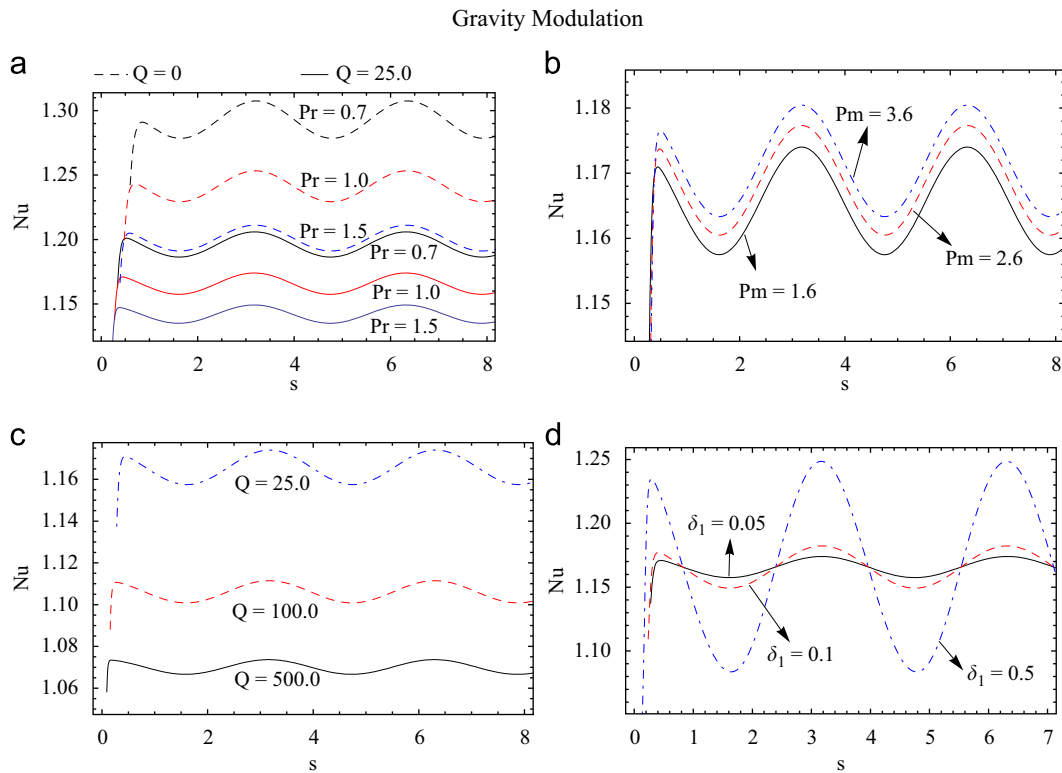 Gravity Modulation
a
Q = 0
Q = 25.0
1.30
1.25
1.20
1.15
Nu
Pr = 0.7
Pr = 1.0
Pr = 1.5
Pr = 0.7
Pr = 1.0
Pr = 1.5
0 2 4 6 8
s
b
1.18
1.17
1.16
1.15
Nu
Pm = 3.6
Pm = 2.6
Pm = 1.6
0 2 4 6 8
s
c
1.16
1.14
1.12
1.10
1.08
1.06
Nu
Q = 25.0
Q = 100.0
Q = 500.0
0 2 4 6 8
s
d
1.25
1.20
1.15
1.10
Nu
δ₁ = 0.05
δ₁ = 0.1
δ₁ = 0.5
0 1 2 3 4 5 6 7
s